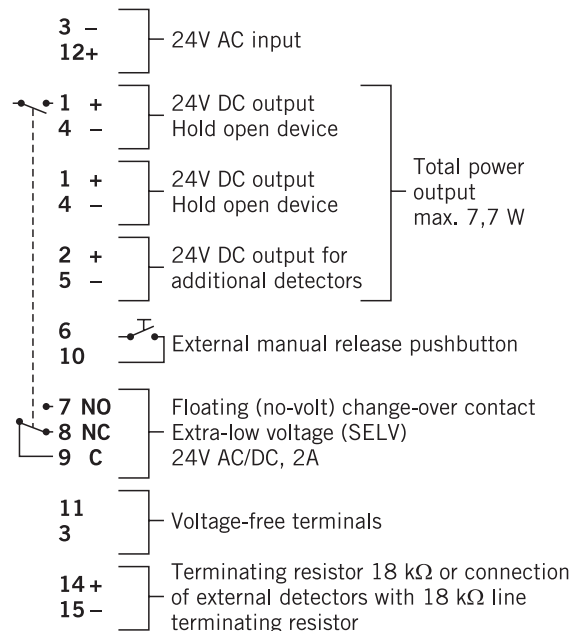 3 –
12+
24V AC input
1 +
4 –
24V DC output
Hold open device
1 +
4 –
24V DC output
Hold open device
2 +
5 –
24V DC output for
additional detectors
Total power
output
max. 7,7 W
6
10
External manual release pushbutton
7 NO
8 NC
9 C
Floating (no-volt) change-over contact
Extra-low voltage (SELV)
24V AC/DC, 2A
11
3
Voltage-free terminals
14 +
15 –
Terminating resistor 18 kΩ or connection
of external detectors with 18 kΩ line
terminating resistor